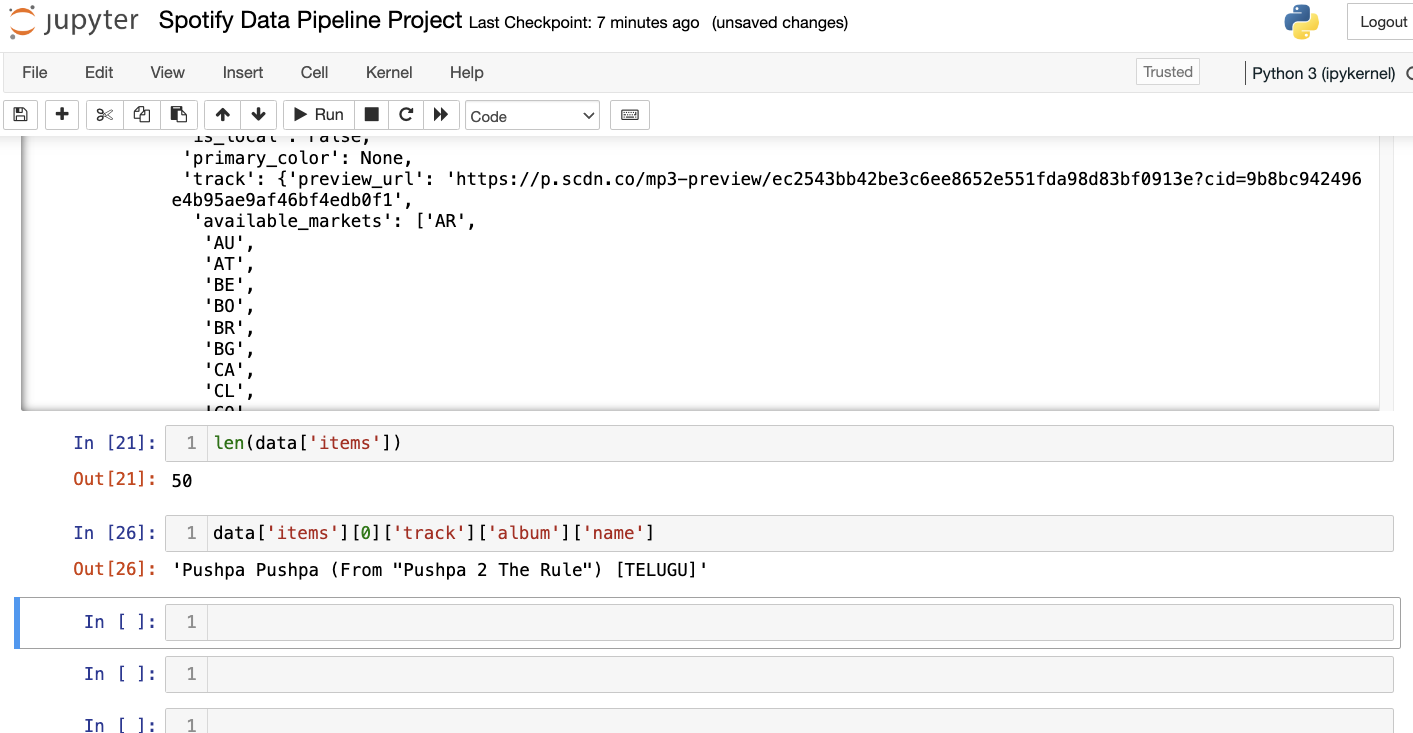 jupyter Spotify Data Pipeline Project Last Checkpoint: 7 minutes ago (unsaved changes) Logout
File Edit View Insert Cell Kernel Help Trusted Python 3 (ipykernel)
Run Code
'is_local': False,
'primary_color': None,
'track': {'preview_url': 'https://p.scdn.co/mp3-preview/ec2543bb42be3c6ee8652e551fda98d83bf0913e?cid=9b8bc942496
e4b95ae9af46bf4edb0f1',
'available_markets': ['AR',
'AU',
'AT',
'BE',
'BO',
'BR',
'BG',
'CA',
'CL',
'CO',
In [21]: 1 len(data['items'])
Out[21]: 50
In [26]: 1 data['items'][0]['track']['album']['name']
Out[26]: 'Pushpa Pushpa (From "Pushpa 2 The Rule") [TELUGU]'
In [ ]: 1
In [ ]: 1
In [ ]: 1